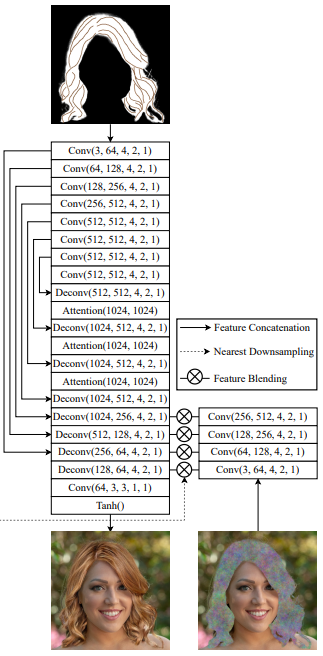 Conv(3, 64, 4, 2, 1)
Conv(64, 128, 4, 2, 1)
Conv(128, 256, 4, 2, 1)
Conv(256, 512, 4, 2, 1)
Conv(512, 512, 4, 2, 1)
Conv(512, 512, 4, 2, 1)
Conv(512, 512, 4, 2, 1)
Conv(512, 512, 4, 2, 1)
Deconv(512, 512, 4, 2, 1)
Attention(1024, 1024)
Deconv(1024, 512, 4, 2, 1)
Attention(1024, 1024)
Deconv(1024, 512, 4, 2, 1)
Attention(1024, 1024)
Deconv(1024, 512, 4, 2, 1)
Deconv(1024, 256, 4, 2, 1)
Deconv(512, 128, 4, 2, 1)
Deconv(256, 64, 4, 2, 1)
Deconv(128, 64, 4, 2, 1)
Conv(64, 3, 3, 1, 1)
Tanh()
Feature Concatenation
Nearest Downsampling
Feature Blending
Conv(256, 512, 4, 2, 1)
Conv(128, 256, 4, 2, 1)
Conv(64, 128, 4, 2, 1)
Conv(3, 64, 4, 2, 1)